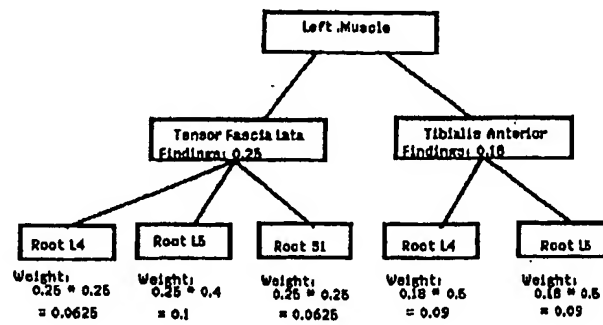 Left .Muscle
Tensor Fascia Lata
Findings: 0.25
Tibialis Anterior
Findings: 0.18
Root L4
Root L5
Root S1
Root L4
Root L5
Weight:
0.25 * 0.25
= 0.0625
Weight:
0.25 * 0.4
= 0.1
Weight:
0.25 * 0.25
= 0.0625
Weight:
0.18 * 0.5
= 0.09
Weight:
0.18 * 0.5
= 0.09